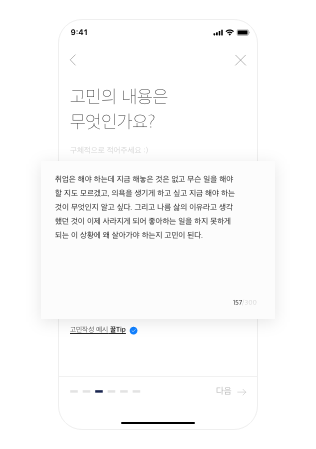 9:41
고민의 내용은
무엇인가요?
구체적으로 적어주세요 :)
취업은 해야 하는데 지금 해놓은 것은 없고 무슨 일을 해야
할 지도 모르겠고, 의욕을 생기게 하고 싶고 지금 해야 하는
것이 무엇인지 알고 싶다. 그리고 나름 삶의 이유라고 생각
했던 것이 이제 사라지게 되어 좋아하는 일을 하지 못하게
되는 이 상황에 왜 살아가야 하는지 고민이 된다.
157/300
고민작성 예시 꿀Tip
다음